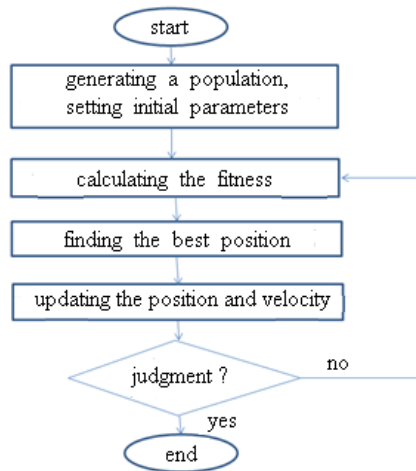 start
generating a population,
setting initial parameters
calculating the fitness
finding the best position
updating the position and velocity
judgment ?
no
yes
end